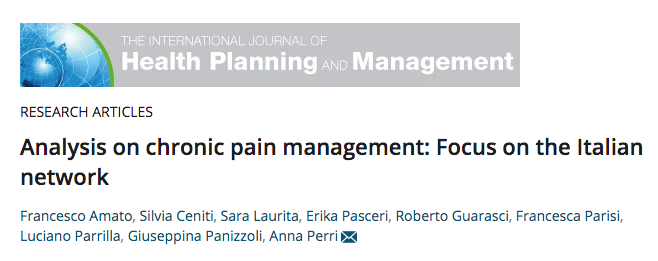 THE INTERNATIONAL JOURNAL OF
Health Planning AND Management
RESEARCH ARTICLES
Analysis on chronic pain management: Focus on the Italian
network
Francesco Amato, Silvia Ceniti, Sara Laurita, Erika Pasceri, Roberto Guarasci, Francesca Parisi,
Luciano Parrilla, Giuseppina Panizzoli, Anna Perri